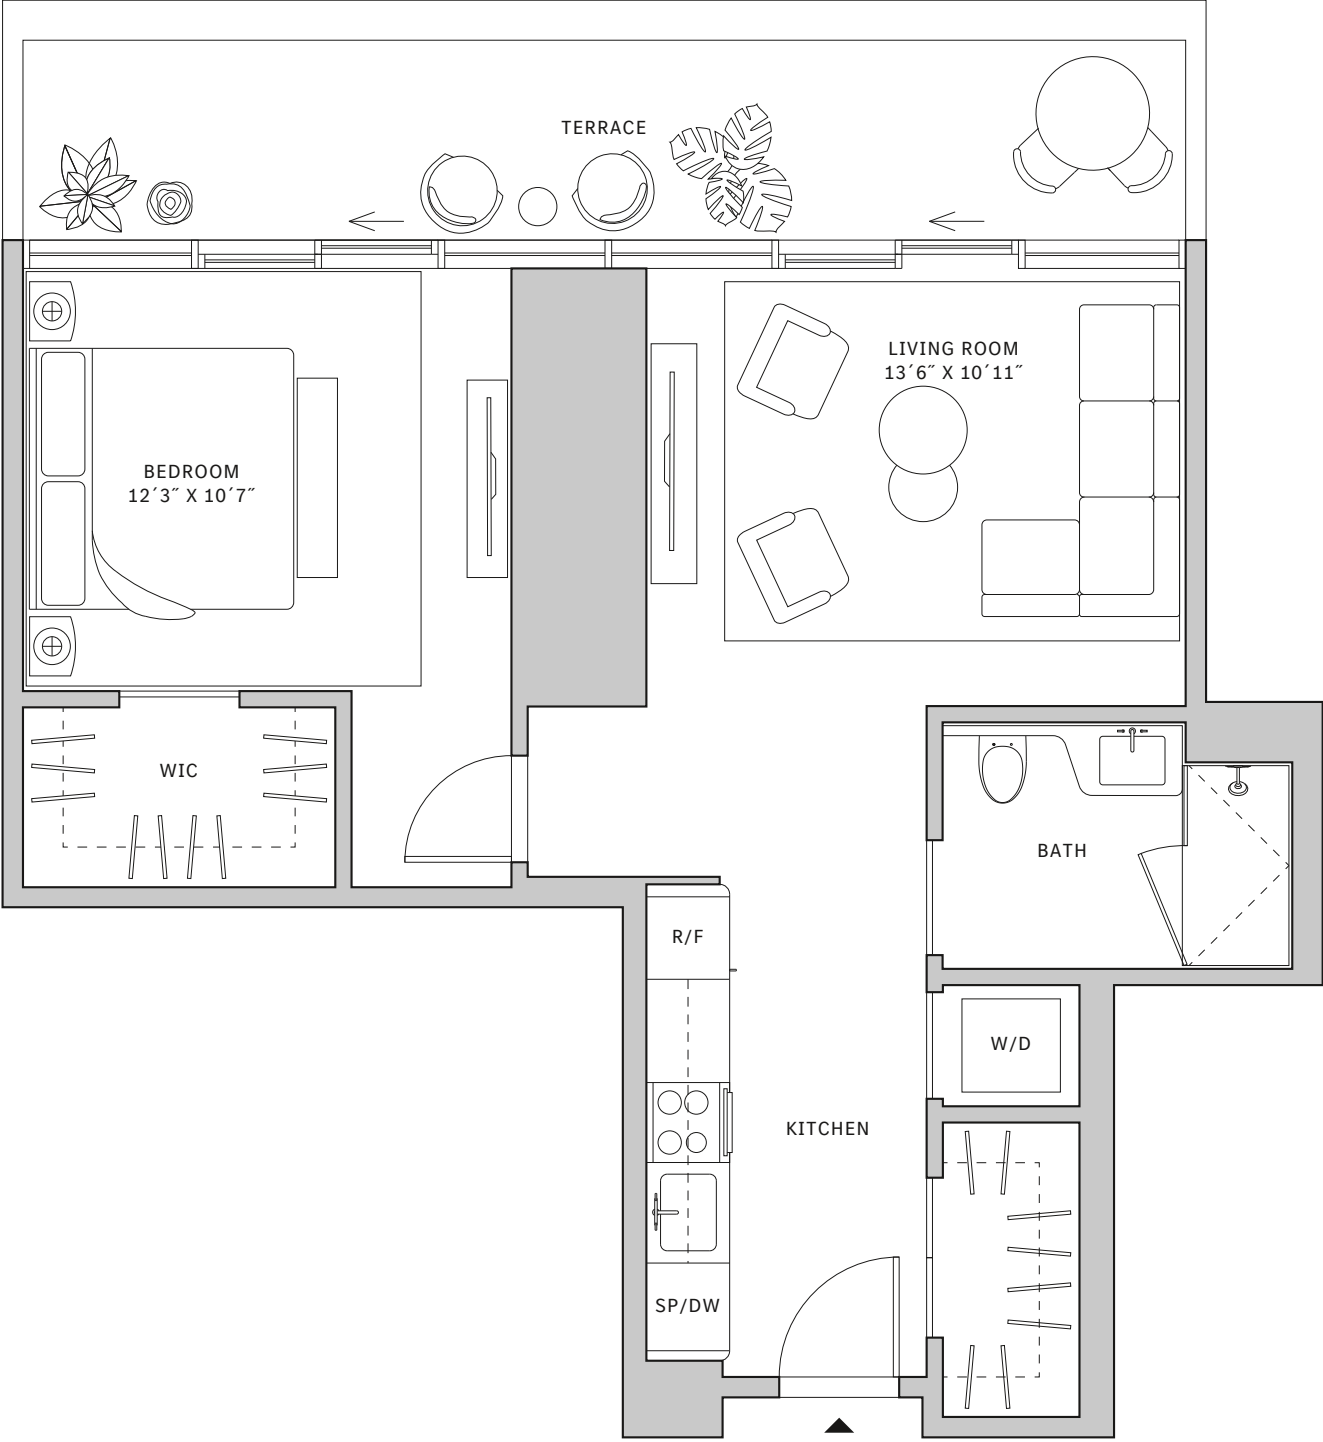 TERRACE
LIVING ROOM
13´6˝ X 10´11˝
BEDROOM
12´3˝ X 10´7˝
WIC
BATH
R/F
W/D
KITCHEN
SP/DW